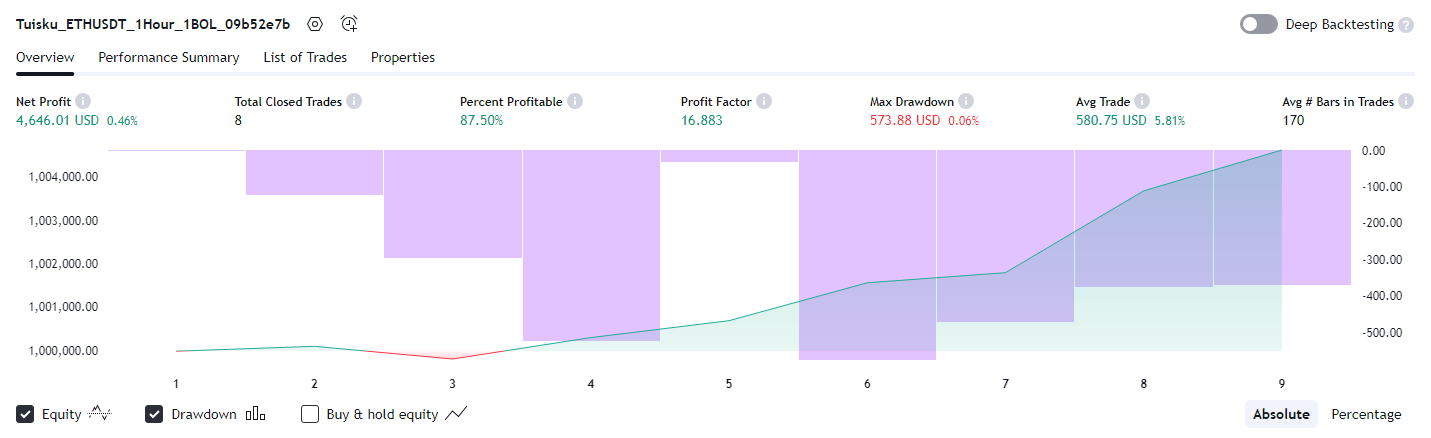 Tuisku_ETHUSDT_1Hour_1BOL_09b52e7b Deep Backtesting ?
Overview Performance Summary List of Trades Properties
Net Profit i Total Closed Trades i Percent Profitable i Profit Factor i Max Drawdown i Avg Trade i Avg # Bars in Trades i
4,646.01 USD 0.46% 8 87.50% 16.883 573.88 USD 0.06% 580.75 USD 5.81% 170
0.00
1,004,000.00
-100.00
1,003,000.00 -200.00
1,002,000.00 -300.00
-400.00
1,001,000.00
-500.00
1,000,000.00
1 2 3 4 5 6 7 8 9
Equity Drawdown Buy & hold equity Absolute Percentage